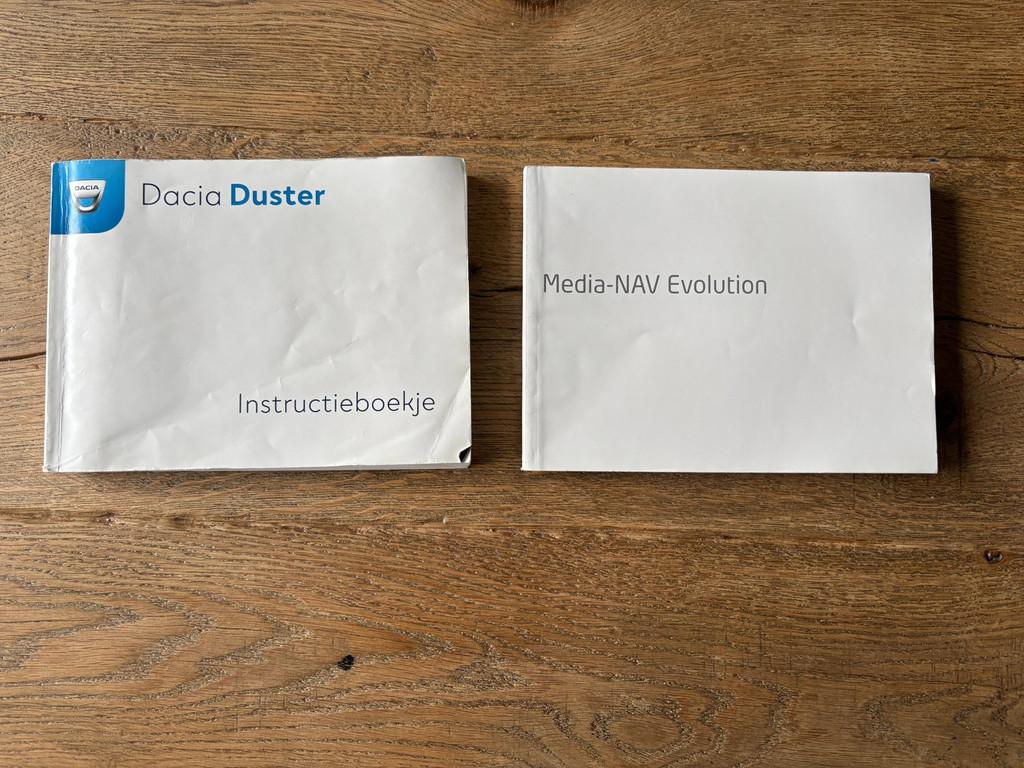 DACIA
Dacia Duster
Instructieboekje
Media-NAV Evolution